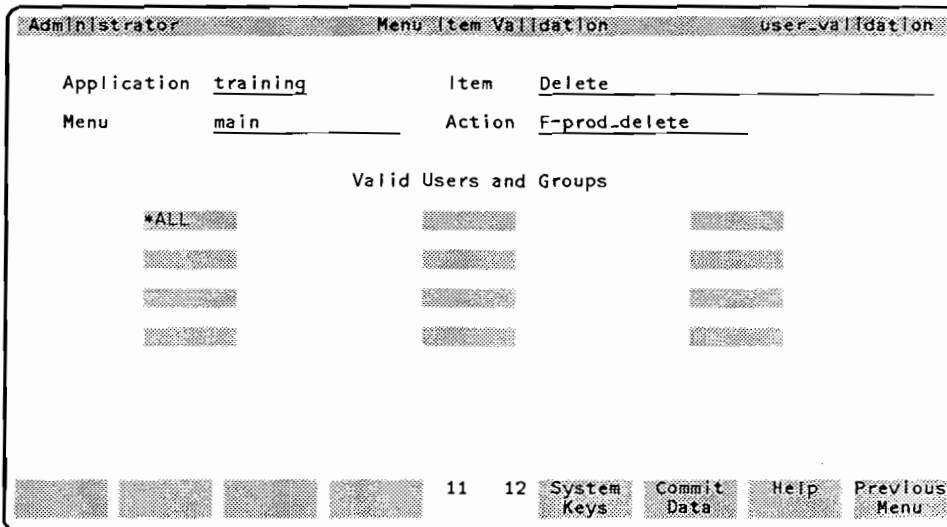 Administrator Menu Item Validation user_validation
Application training Item Delete
Menu main Action F-prod_delete
Valid Users and Groups
*ALL
11 12 System Keys Commit Data Help Previous Menu